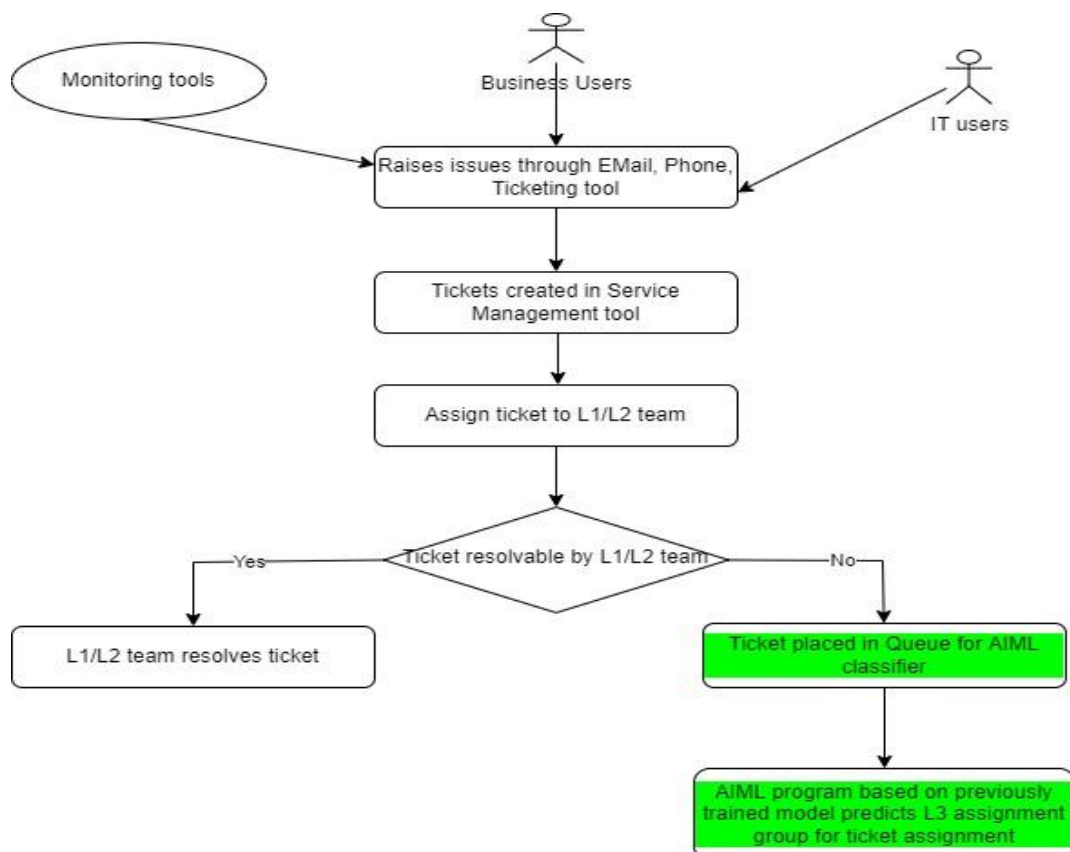 Monitoring tools
Business Users
IT users
Raises issues through EMail, Phone,
Ticketing tool
Tickets created in Service
Management tool
Assign ticket to L1/L2 team
Ticket resolvable by L1/L2 team
Yes
No
L1/L2 team resolves ticket
Ticket placed in Queue for AIML
classifier
AIML program based on previously
trained model predicts L3 assignment
group for ticket assignment